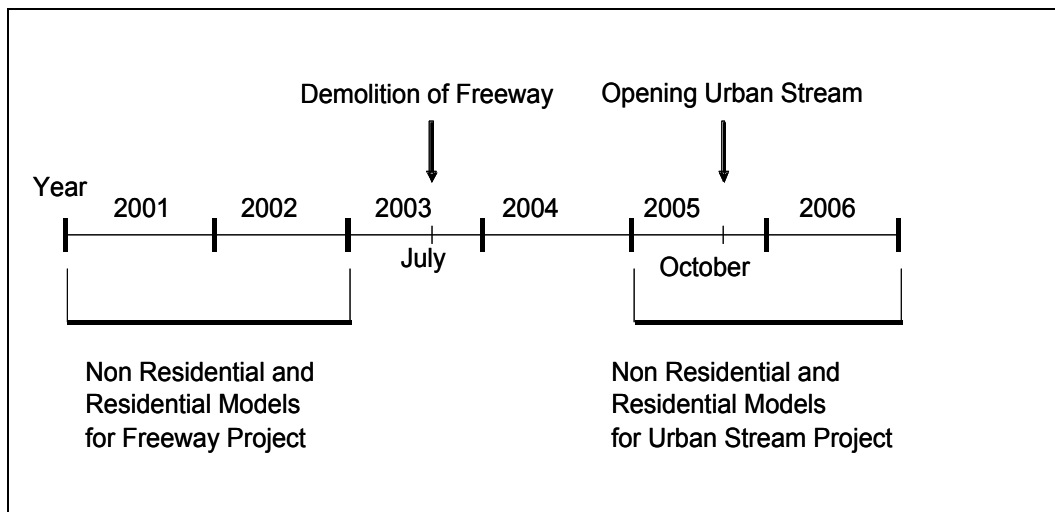 Demolition of Freeway
Opening Urban Stream
Year
2001
2002
2003
2004
2005
2006
July
October
Non Residential and
Residential Models
for Freeway Project
Non Residential and
Residential Models
for Urban Stream Project